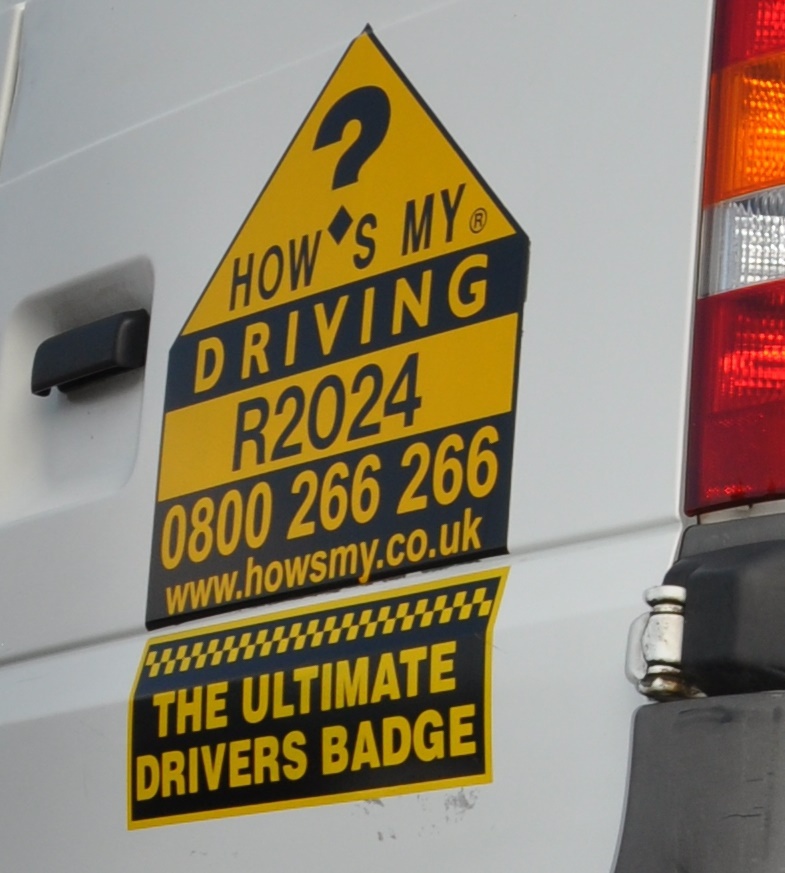 ?
HOW'S MY®
DRIVING
R2024
0800 266 266
www.howsmy.co.uk
THE ULTIMATE
DRIVERS BADGE